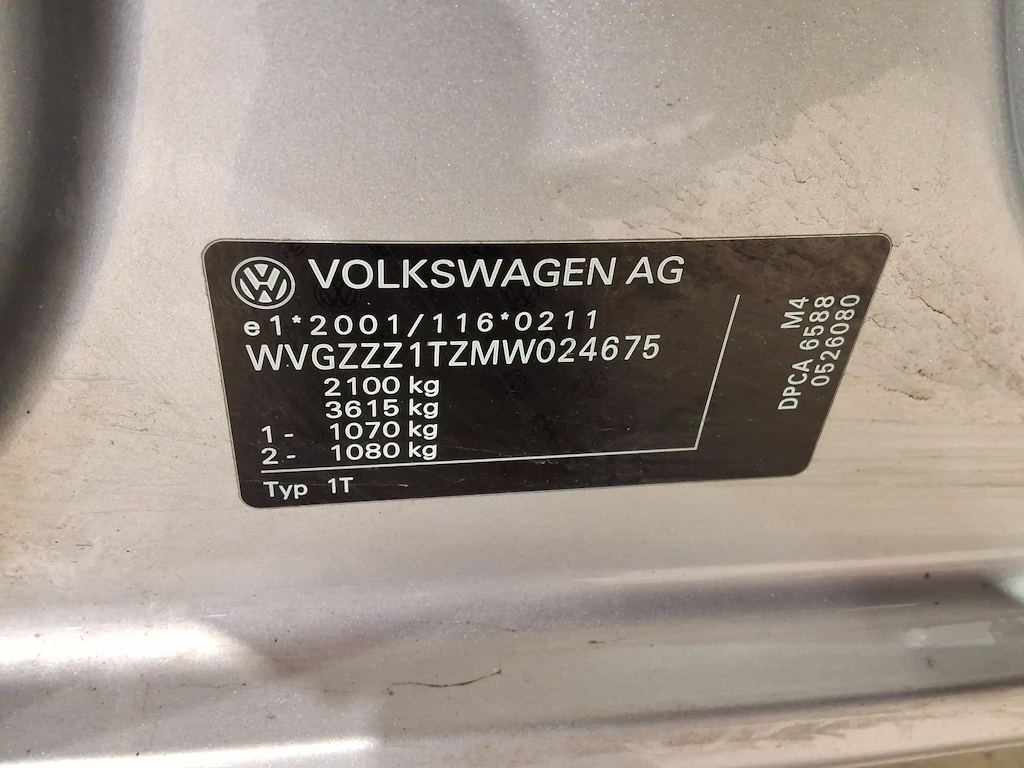 VOLKSWAGEN AG
e1*2001/116*0211
WVGZZZ1TZMW024675
2100 kg
3615 kg
1- 1070 kg
2- 1080 kg
Typ 1T
M4
DPCA 6588
0526080